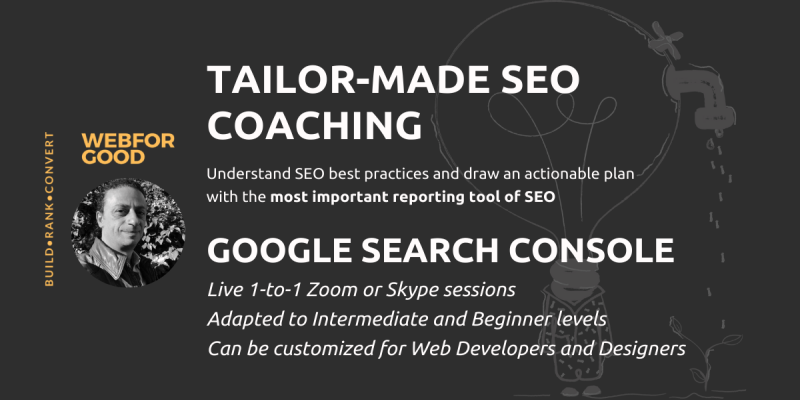 BUILD•RANK•CONVERT
WEBFOR
GOOD
TAILOR-MADE SEO
COACHING
Understand SEO best practices and draw an actionable plan
with the most important reporting tool of SEO
GOOGLE SEARCH CONSOLE
Live 1-to-1 Zoom or Skype sessions
Adapted to Intermediate and Beginner levels
Can be customized for Web Developers and Designers